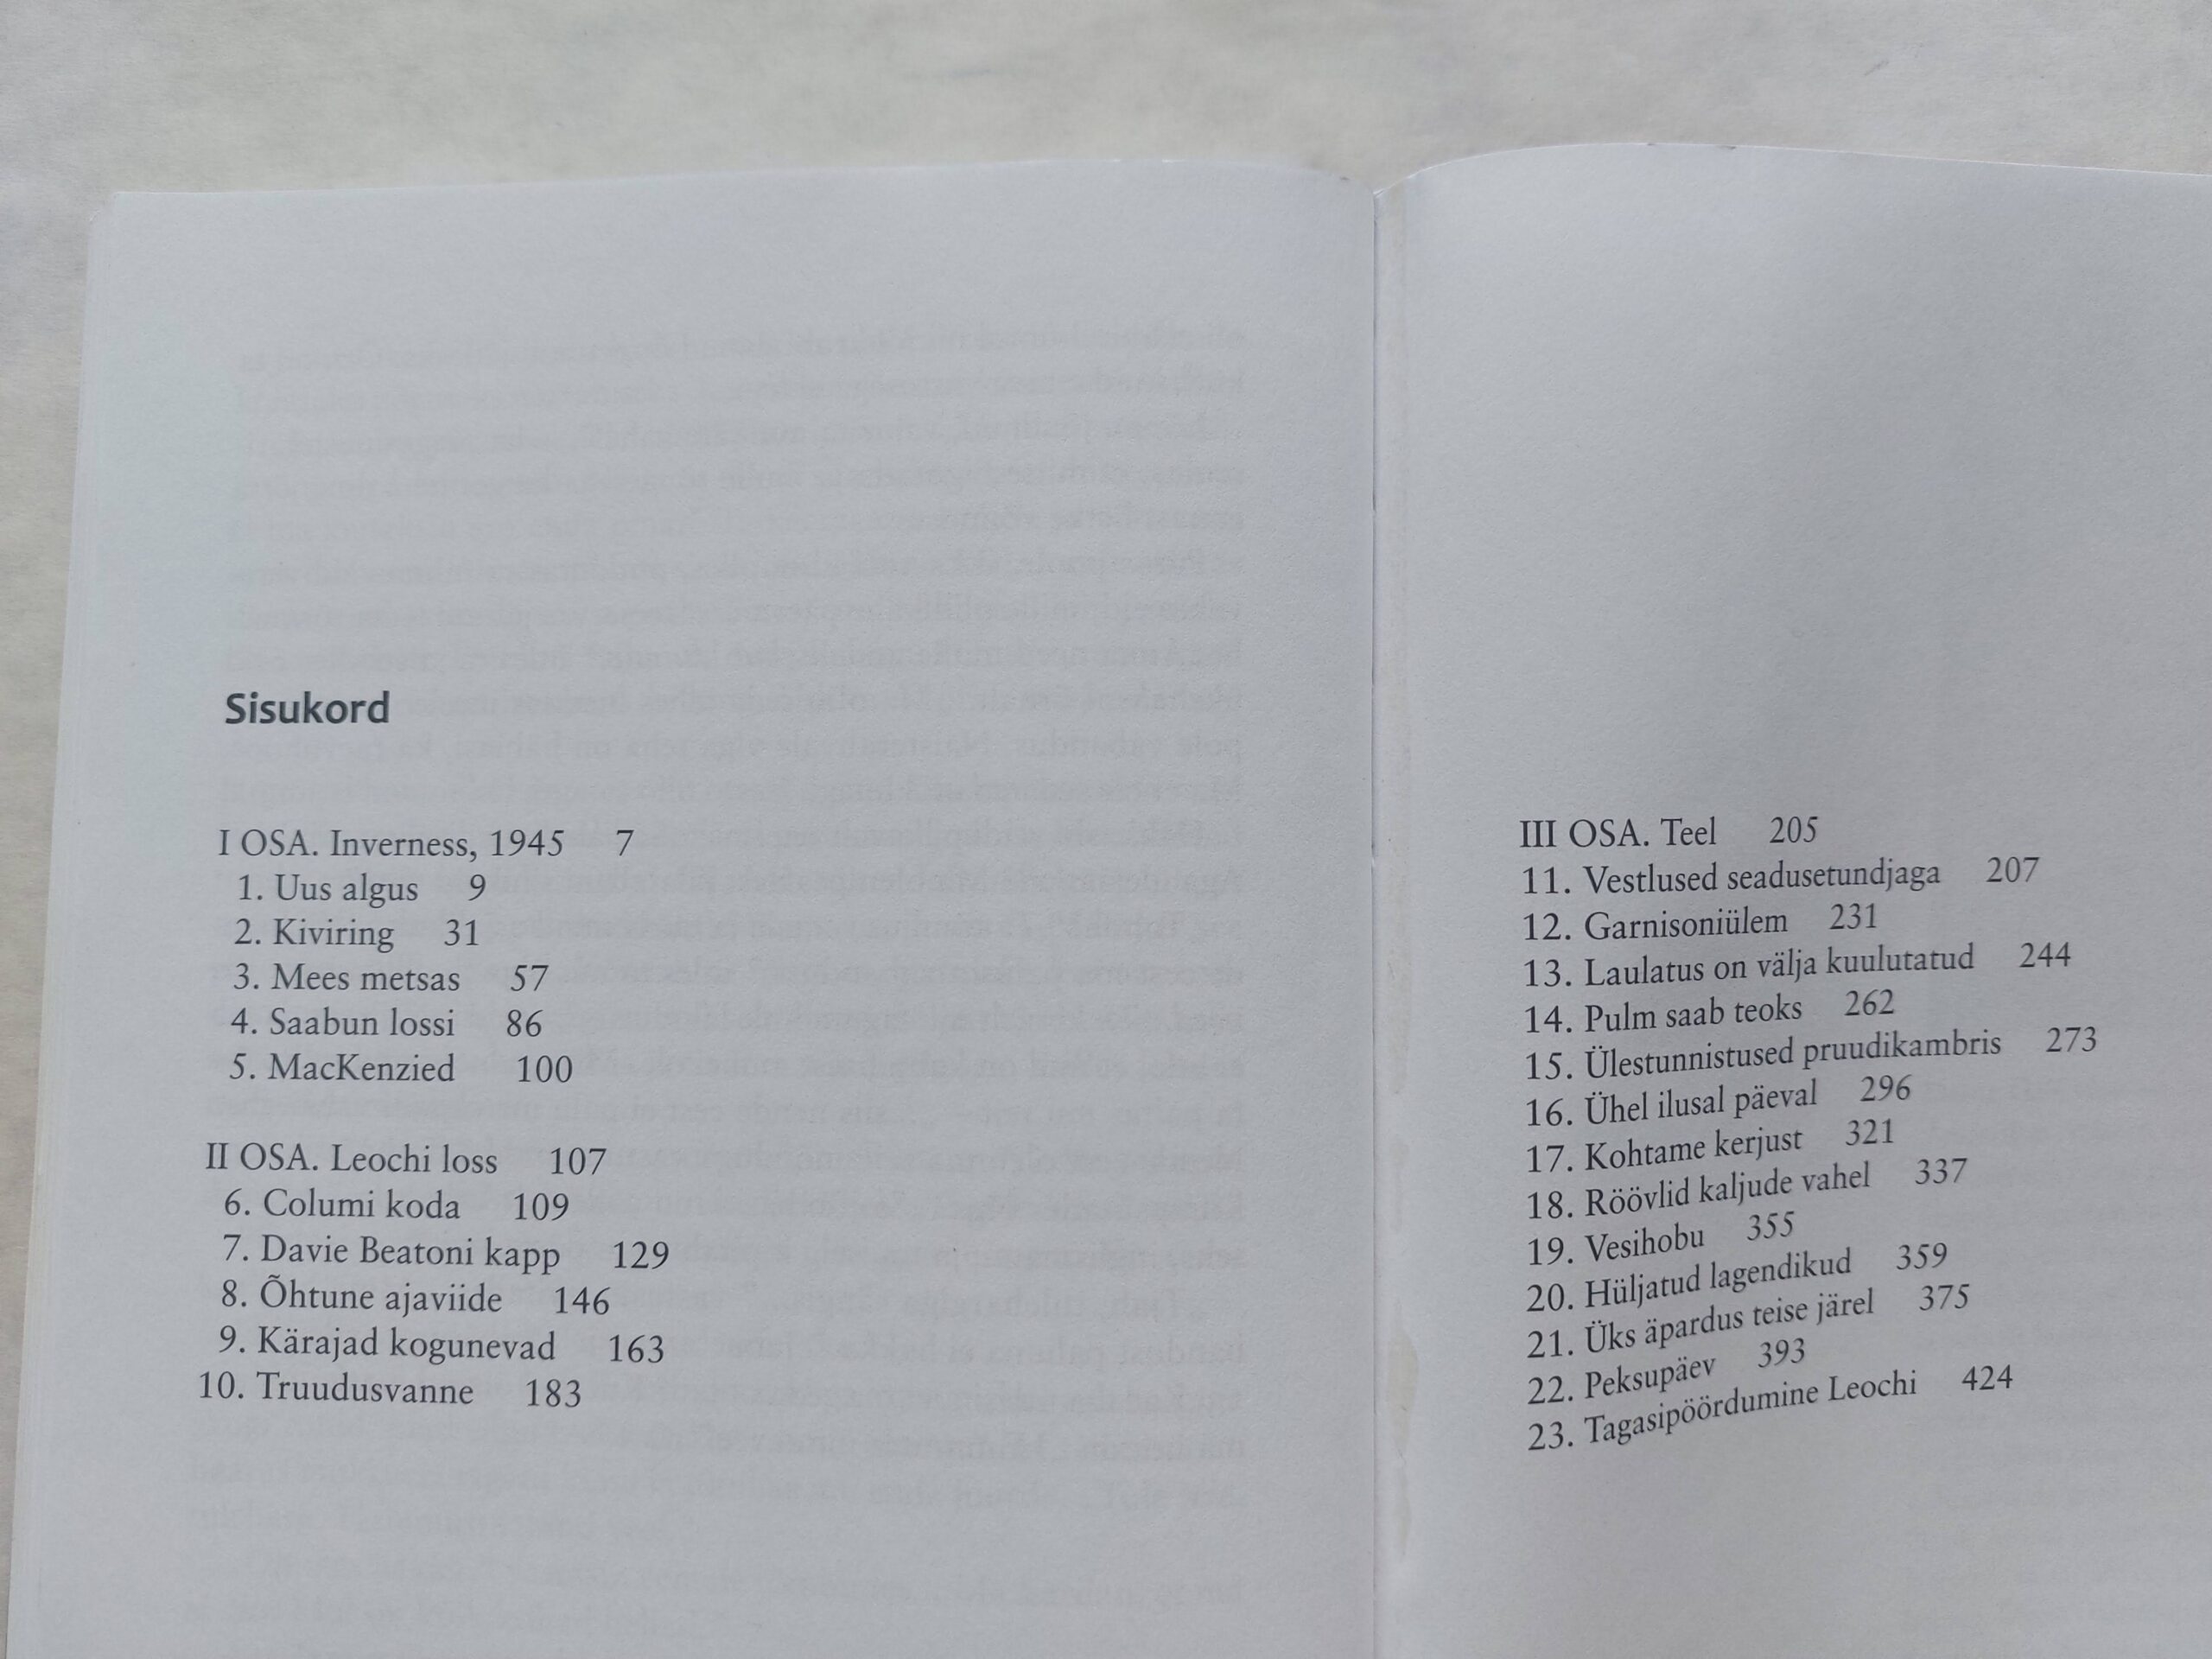 Sisukord
I OSA. Inverness, 1945 7
1. Uus algus 9
2. Kiviring 31
3. Mees metsas 57
4. Saabun lossi 86
5. MacKenzied 100
II OSA. Leochi loss 107
6. Columi koda 109
7. Davie Beatoni kapp 129
8. Õhtune ajaviide 146
9. Kärajad kogunevad 163
10. Truudusvanne 183
III OSA. Teel 205
11. Vestlused seadusetundjaga 207
12. Garnisoniülem 231
13. Laulatus on välja kuulutatud 244
14. Pulm saab teoks 262
15. Ülestunnistused pruudikambris 273
16. Ühel ilusal päeval 296
17. Kohtame kerjust 321
18. Röövlid kaljude vahel 337
19. Vesihobu 355
20. Hüljatud lagendikud 359
21. Üks äpardus teise järel 375
22. Peksupäev 393
23. Tagasipöördumine Leochi 424